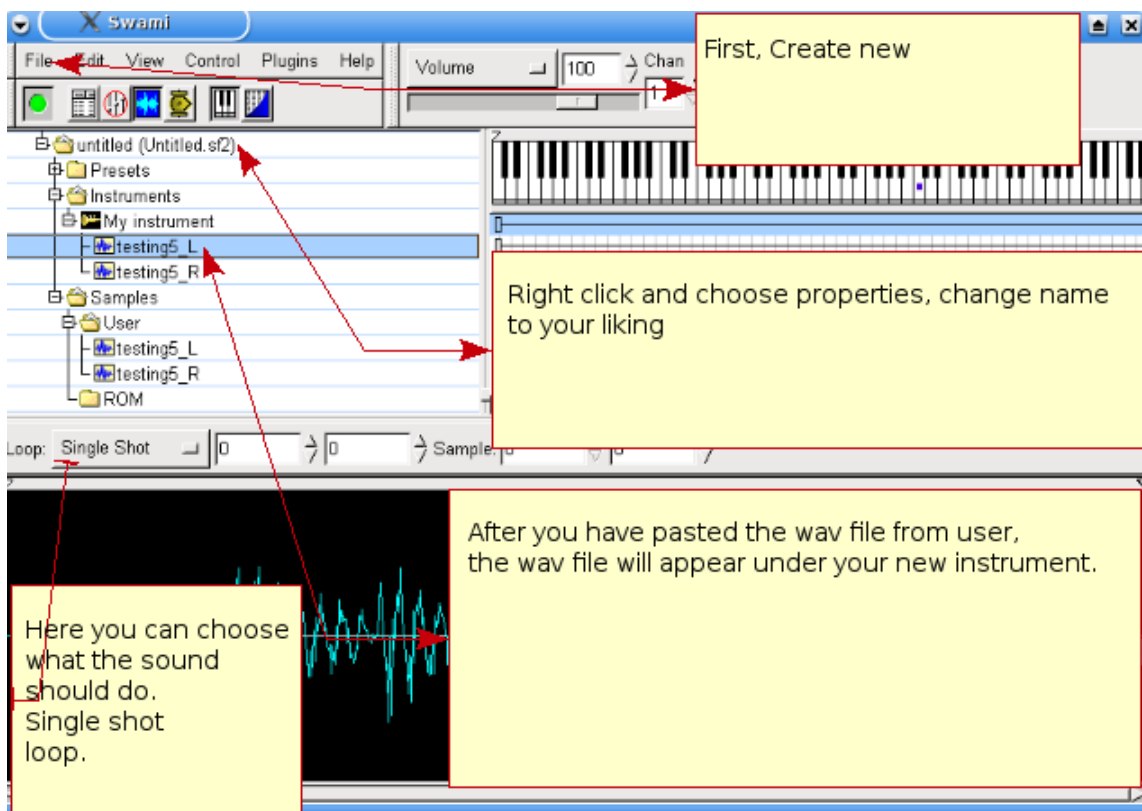 Swami
File Edit View Control Plugins Help
Volume 100 Chan
1
First, Create new
untitled (Untitled.sf2)
Presets
Instruments
My instrument
testing5_L
testing5_R
Samples
User
testing5_L
testing5_R
ROM
Right click and choose properties, change name
to your liking
Loop: Single Shot 0 0 Sample:
After you have pasted the wav file from user,
the wav file will appear under your new instrument.
Here you can choose
what the sound
should do.
Single shot
loop.